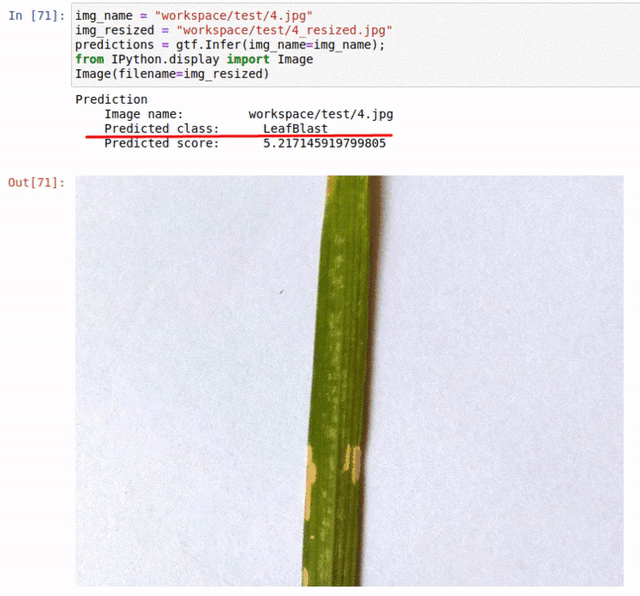 In [71]:
img_name = "workspace/test/4.jpg"
img_resized = "workspace/test/4_resized.jpg"
predictions = gtf.Infer(img_name=img_name);
from IPython.display import Image
Image(filename=img_resized)
Prediction
Image name: workspace/test/4.jpg
Predicted class: LeafBlast
Predicted score: 5.217145919799805
Out[71]: